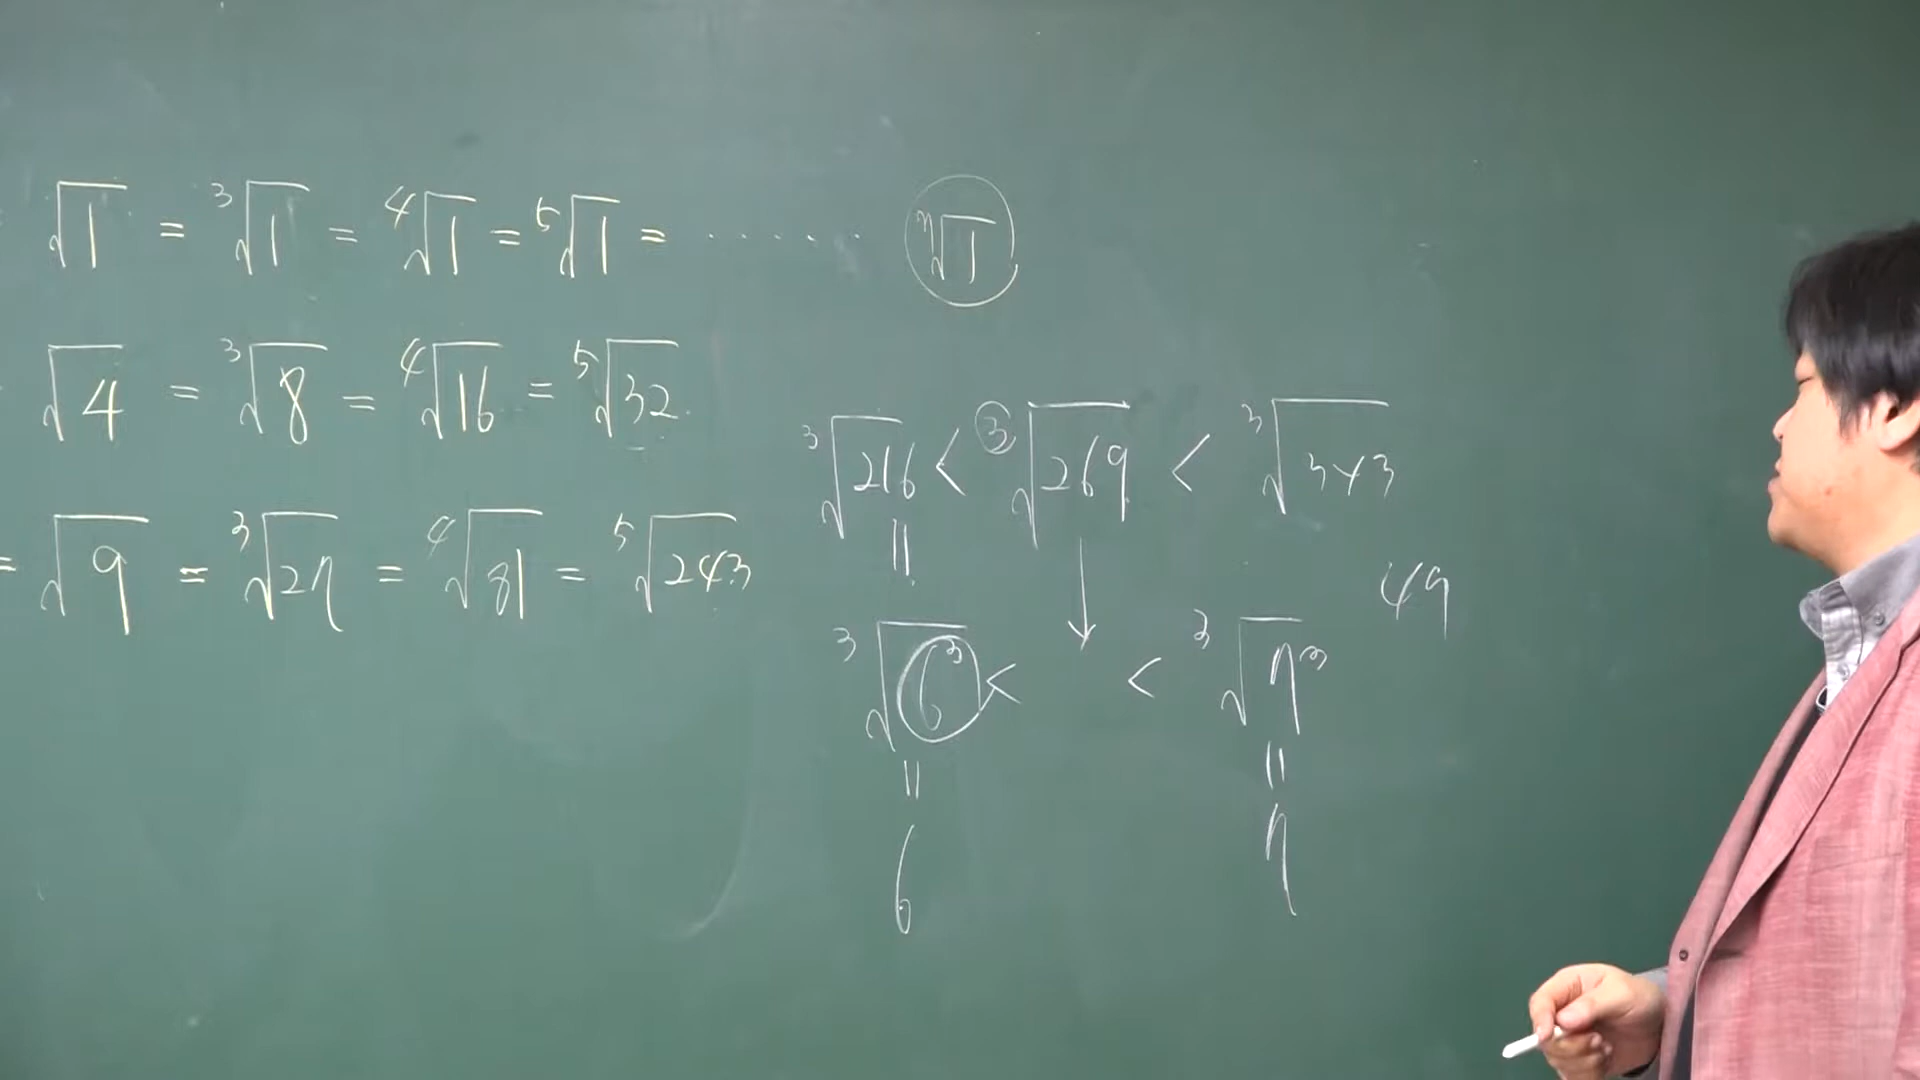 √1 = ³√1 = ⁴√1 = ⁵√1 = ······ ⁿ√1
√4 = ³√8 = ⁴√16 = ⁵√32
= √9 = ³√27 = ⁴√81 = ⁵√243
³√216 < ③√269 < ³√343
||
49
↓
³√6³ < < ³√7³
|| ||
6 7